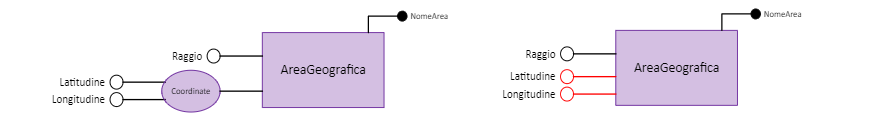 NomeArea
Raggio
AreaGeografica
Latitudine
Coordinate
Longitudine
NomeArea
Raggio
AreaGeografica
Latitudine
Longitudine